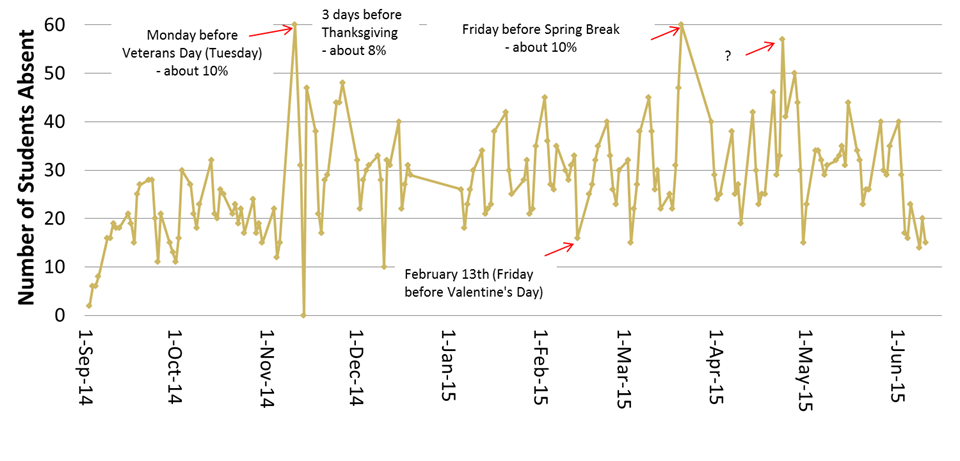 Number of Students Absent
60
50
40
30
20
10
0
Monday before
Veterans Day (Tuesday)
- about 10%
3 days before
Thanksgiving
- about 8%
Friday before Spring Break
- about 10%
?
February 13th (Friday
before Valentine's Day)
1-Sep-14
1-Oct-14
1-Nov-14
1-Dec-14
1-Jan-15
1-Feb-15
1-Mar-15
1-Apr-15
1-May-15
1-Jun-15